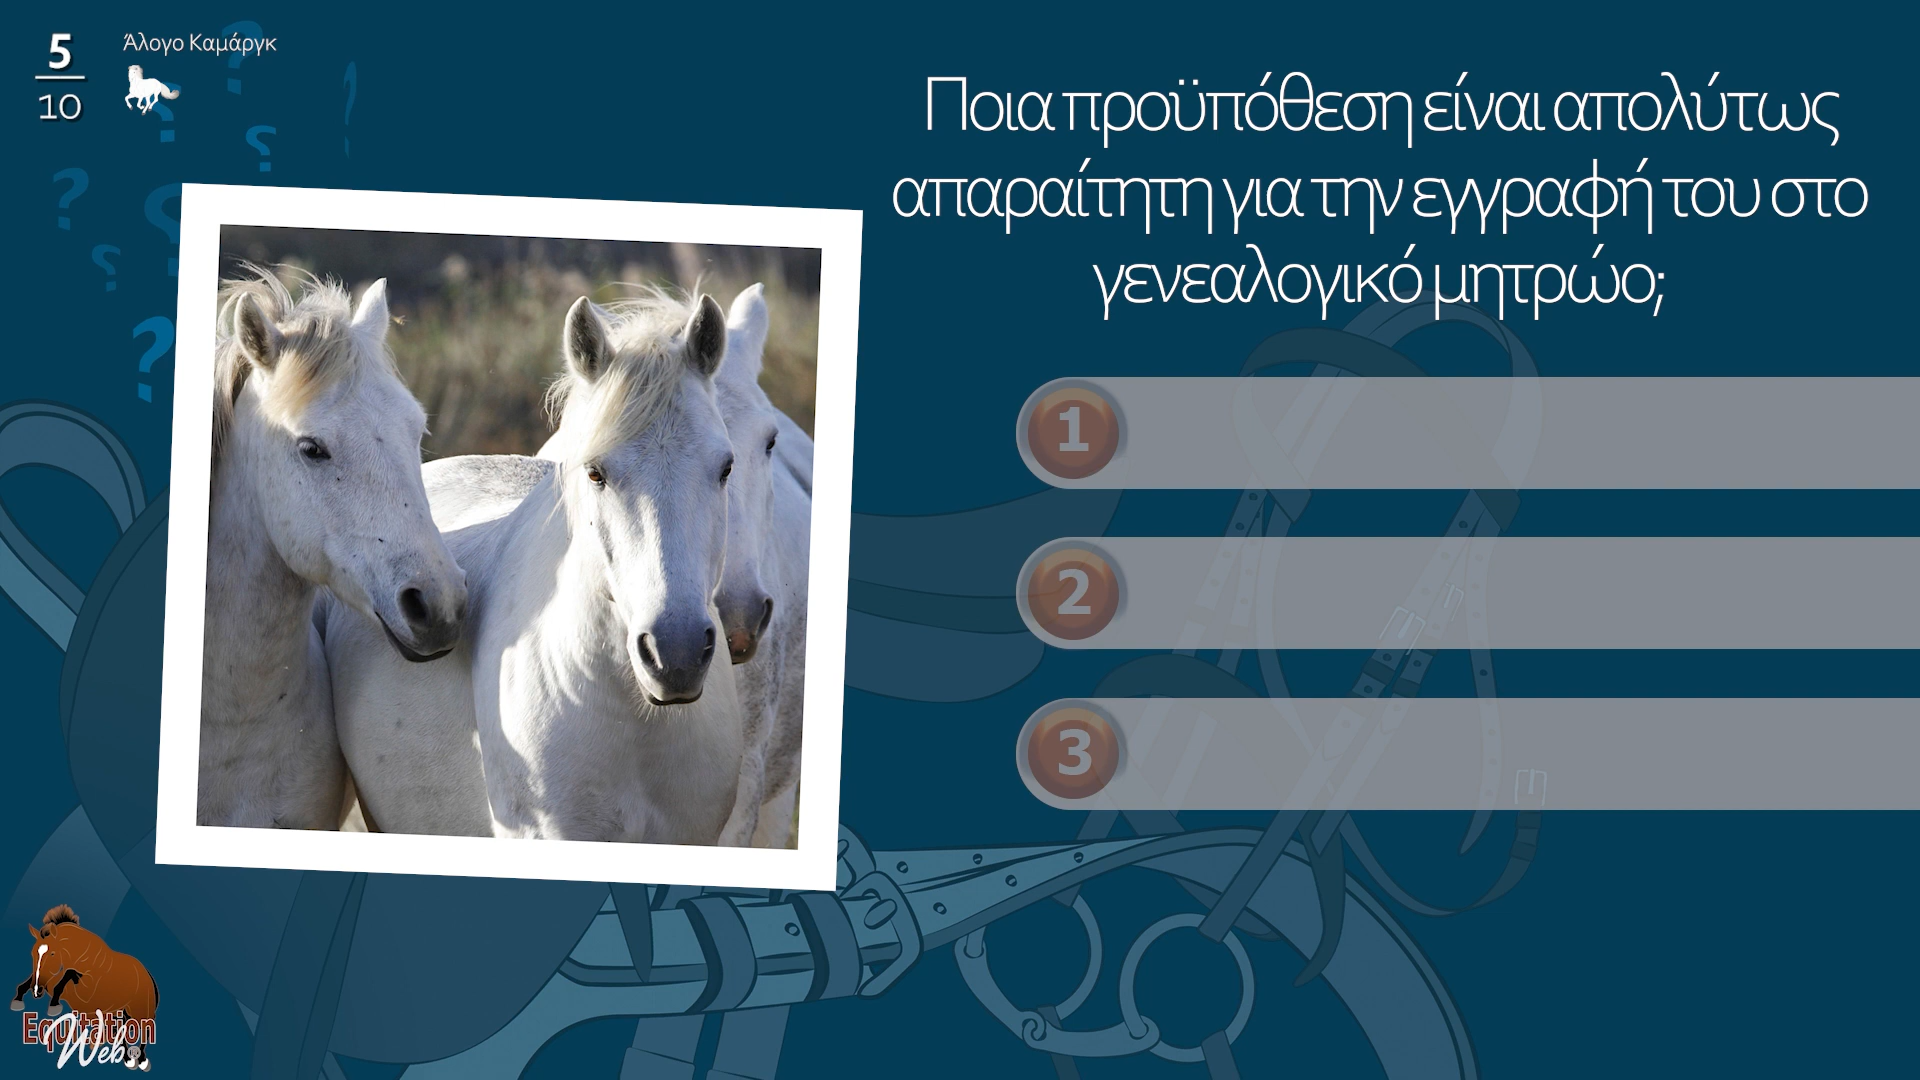 5
10
Άλογο Καμάργκ
Ποια προϋπόθεση είναι απολύτως
απαραίτητη για την εγγραφή του στο
γενεαλογικό μητρώο;
1
2
3
Equitation
Web